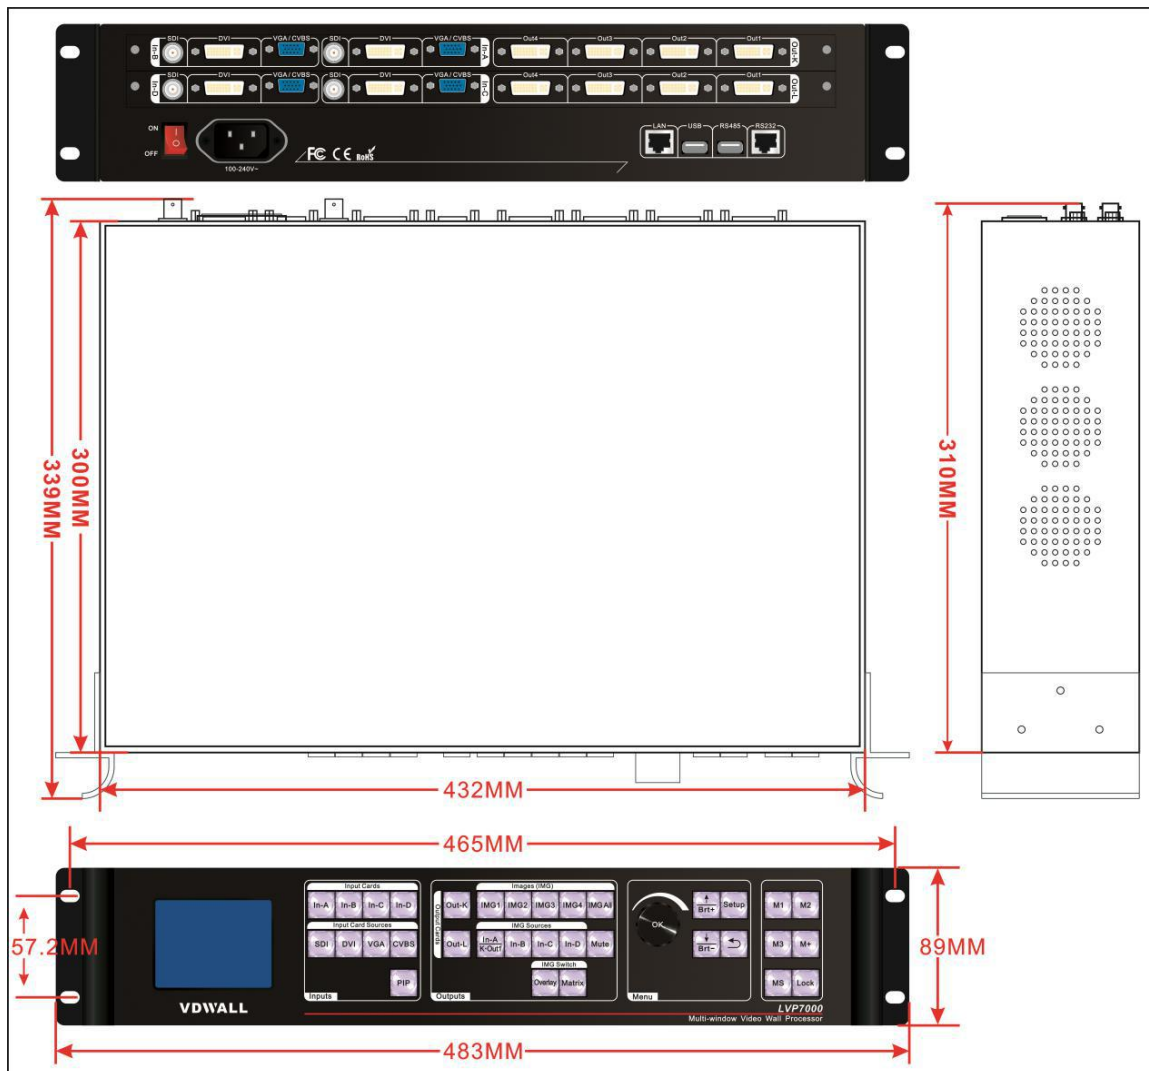 SDI DVI VGA / CVBS SDI DVI VGA / CVBS Out4 Out3 Out2 Out1
In-B In-A Out-K
SDI DVI VGA / CVBS SDI DVI VGA / CVBS Out4 Out3 Out2 Out1
In-D In-C Out-L
ON
OFF
100-240V~
FC CE RoHS
LAN USB RS485 RS232
339MM
300MM
310MM
432MM
465MM
57.2MM
89MM
483MM
VDWALL
Input Cards
In-A In-B In-C In-D
Input Card Sources
SDI DVI VGA CVBS
PIP
Inputs
Output Cards
Out-K
Out-L
Images (IMG)
IMG1 IMG2 IMG3 IMG4 IMGAll
IMG Sources
In-A
K-Out1
In-B In-C In-D Mute
IMG Switch
Overlay Matrix
Outputs
OK
Brt+ Setup
Brt-
Menu
M1 M2
M3 M+
MS Lock
LVP7000
Multi-window Video Wall Processor